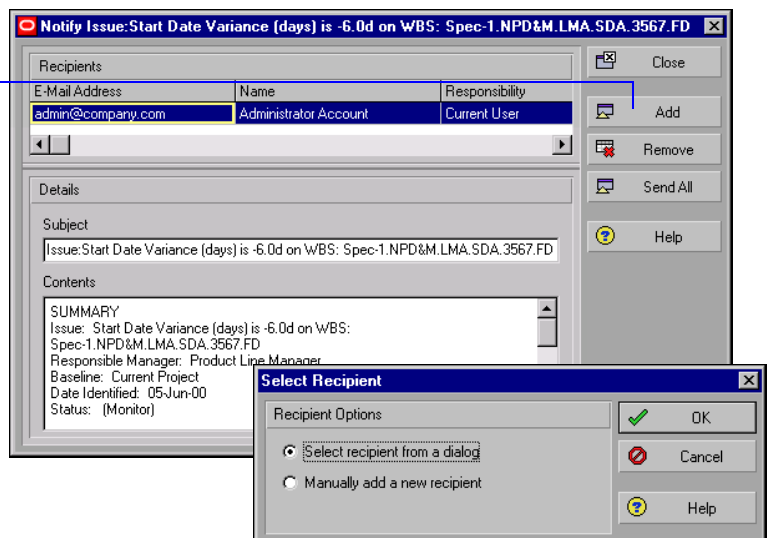 Notify Issue:Start Date Variance (days) is -6.0d on WBS: Spec-1.NPD&M.LMA.SDA.3567.FD
Recipients
E-Mail Address Name Responsibility
admin@company.com Administrator Account Current User
Close
Add
Remove
Send All
Help
Details
Subject
Issue:Start Date Variance (days) is -6.0d on WBS: Spec-1.NPD&M.LMA.SDA.3567.FD
Contents
SUMMARY
Issue: Start Date Variance (days) is -6.0d on WBS:
Spec-1.NPD&M.LMA.SDA.3567.FD
Responsible Manager: Product Line Manager
Baseline: Current Project
Date Identified: 05-Jun-00
Status: (Monitor)
Select Recipient
Recipient Options
Select recipient from a dialog
Manually add a new recipient
OK
Cancel
Help